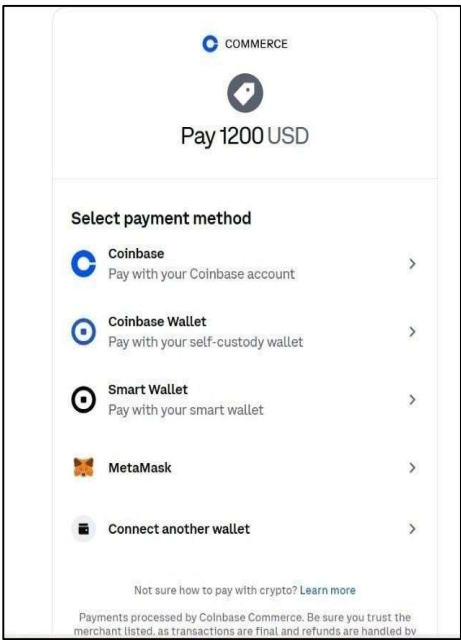 COMMERCE
Pay 1200 USD
Select payment method
Coinbase
Pay with your Coinbase account
Coinbase Wallet
Pay with your self-custody wallet
Smart Wallet
Pay with your smart wallet
MetaMask
Connect another wallet
Not sure how to pay with crypto? Learn more
Payments processed by Coinbase Commerce. Be sure you trust the
merchant listed, as transactions are final and refunds are handled by